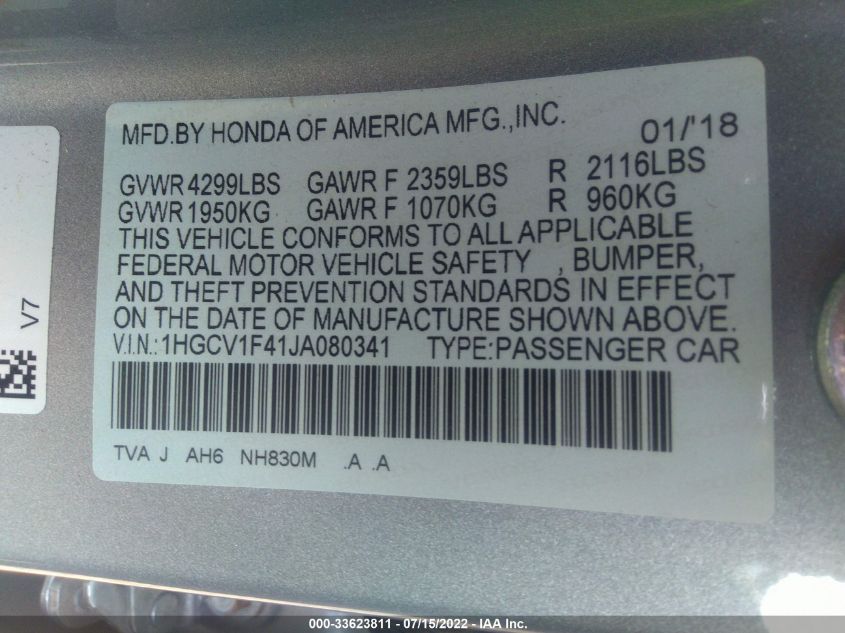 MFD.BY HONDA OF AMERICA MFG.,INC. 01/'18
GVWR 4299LBS GAWR F 2359LBS R 2116LBS
GVWR 1950KG GAWR F 1070KG R 960KG
THIS VEHICLE CONFORMS TO ALL APPLICABLE
FEDERAL MOTOR VEHICLE SAFETY , BUMPER,
AND THEFT PREVENTION STANDARDS IN EFFECT
ON THE DATE OF MANUFACTURE SHOWN ABOVE.
V.I.N.:1HGCV1F41JA080341 TYPE:PASSENGER CAR
TVA J AH6 NH830M .A .A
V7
000-33623811 - 07/15/2022 - IAA Inc.